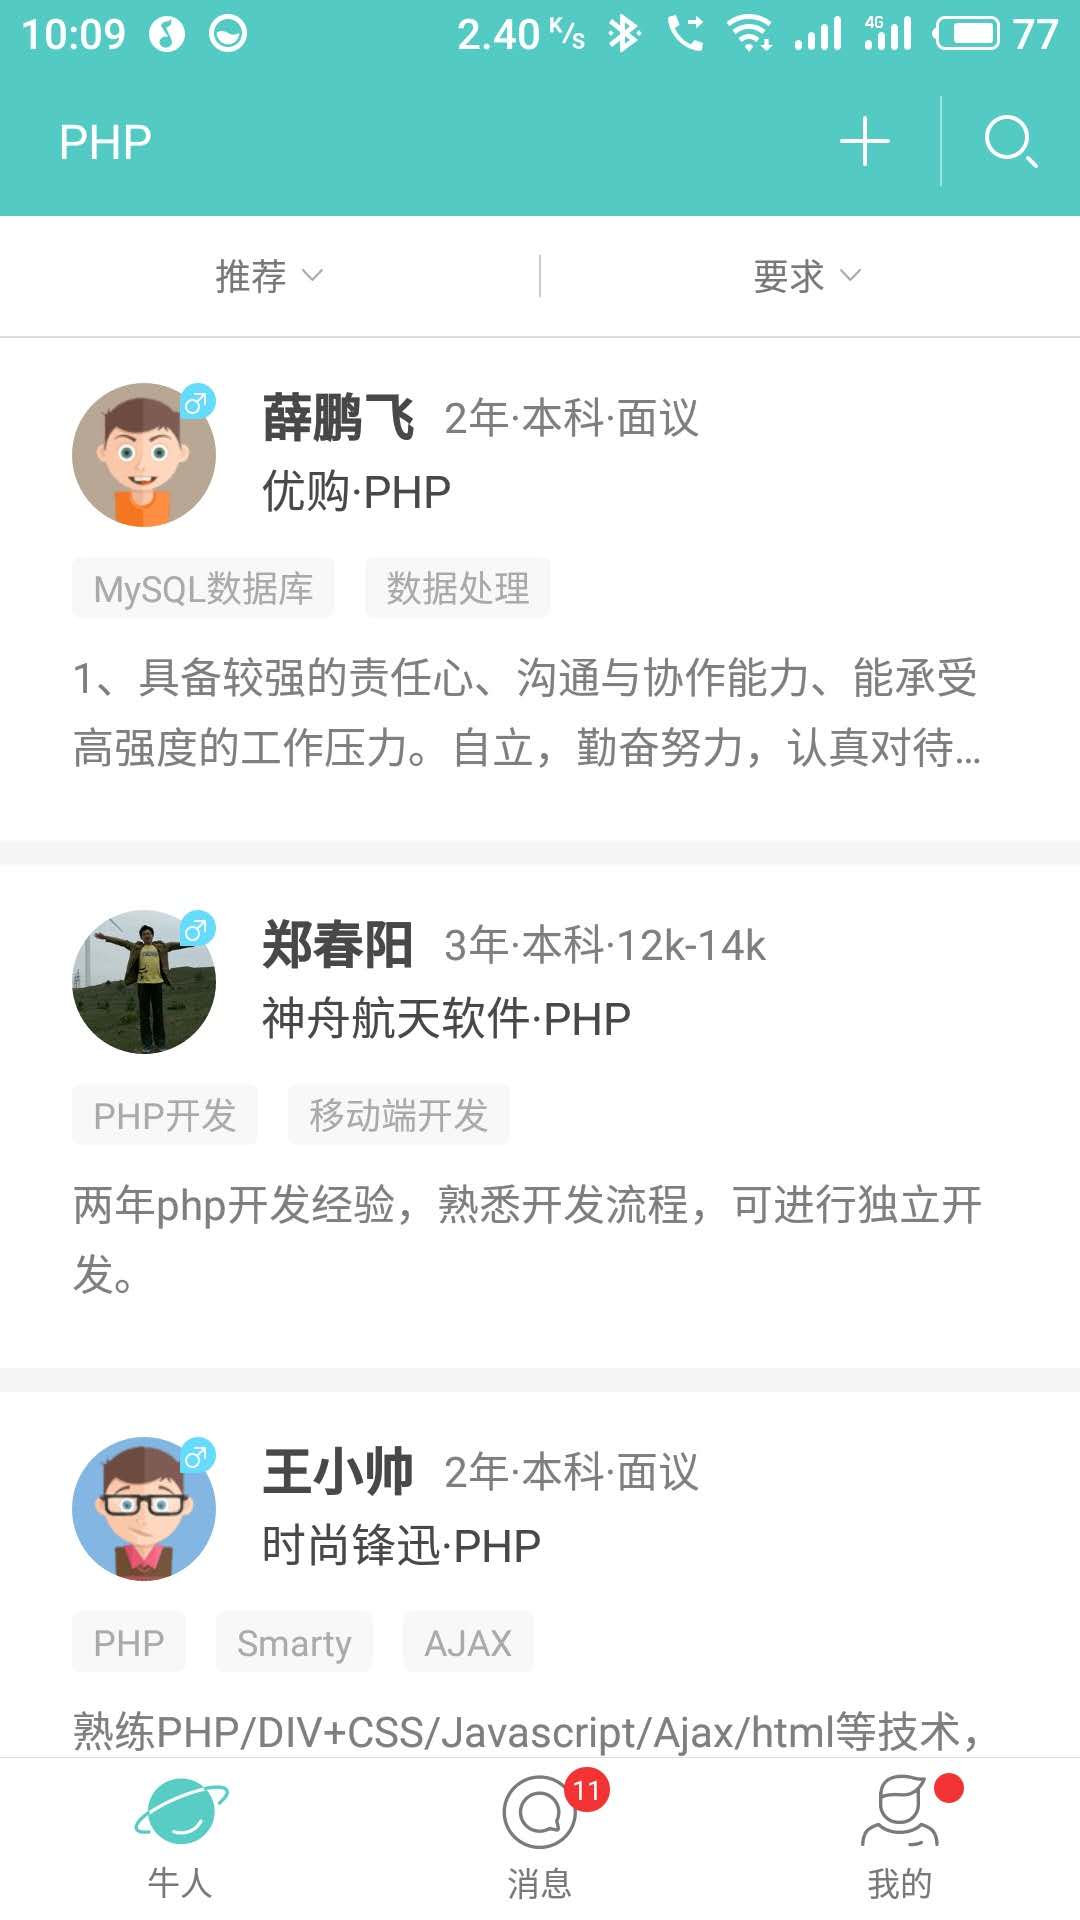 10:09 2.40 K/s 4G 77
PHP
推荐 要求
薛鹏飞 2年·本科·面议
优购·PHP
MySQL数据库 数据处理
1、具备较强的责任心、沟通与协作能力、能承受
高强度的工作压力。自立，勤奋努力，认真对待...
郑春阳 3年·本科·12k-14k
神舟航天软件·PHP
PHP开发 移动端开发
两年php开发经验，熟悉开发流程，可进行独立开
发。
王小帅 2年·本科·面议
时尚锋迅·PHP
PHP Smarty AJAX
熟练PHP/DIV+CSS/Javascript/Ajax/html等技术，
11
牛人 消息 我的